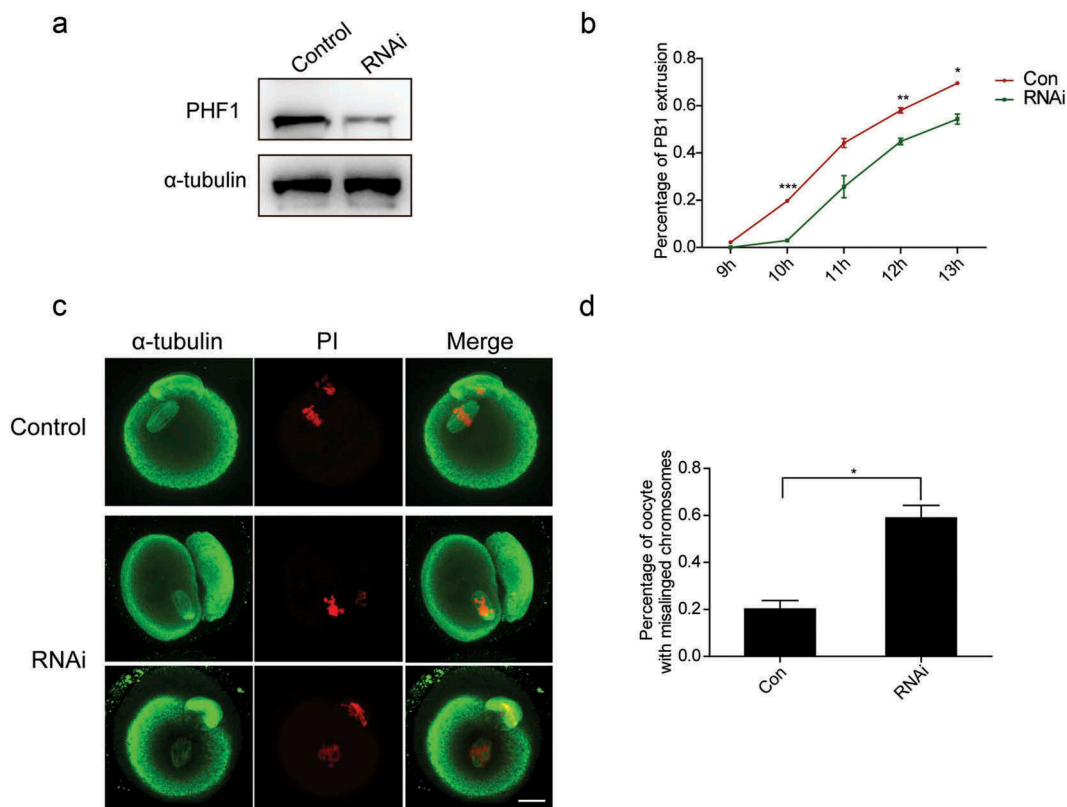 a
Control
RNAi
PHF1
α-tubulin
b
Percentage of PB1 extrusion
0.8
0.6
0.4
0.2
0.0
***
**
*
Con
RNAi
9h
10h
11h
12h
13h
c
α-tubulin
PI
Merge
Control
RNAi
d
Percentage of oocyte
with misalinged chromosomes
0.8
0.6
0.4
0.2
0.0
*
Con
RNAi